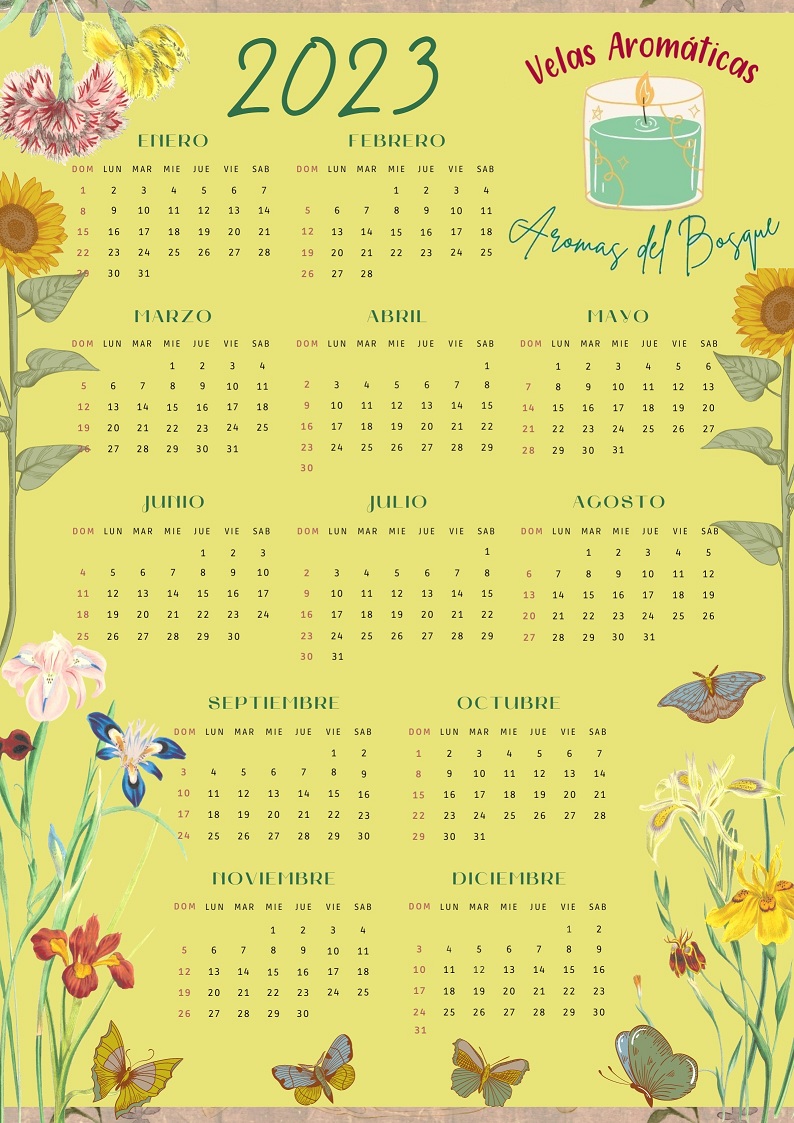 2023
Velas Aromáticas
Aromas del Bosque
ENERO
DOM LUN MAR MIE JUE VIE SAB
1 2 3 4 5 6 7
8 9 10 11 12 13 14
15 16 17 18 19 20 21
22 23 24 25 26 27 28
29 30 31
FEBRERO
DOM LUN MAR MIE JUE VIE SAB
1 2 3 4
5 6 7 8 9 10 11
12 13 14 15 16 17 18
19 20 21 22 23 24 25
26 27 28
MARZO
DOM LUN MAR MIE JUE VIE SAB
1 2 3 4
5 6 7 8 9 10 11
12 13 14 15 16 17 18
19 20 21 22 23 24 25
26 27 28 29 30 31
ABRIL
DOM LUN MAR MIE JUE VIE SAB
1
2 3 4 5 6 7 8
9 10 11 12 13 14 15
16 17 18 19 20 21 22
23 24 25 26 27 28 29
30
MAYO
DOM LUN MAR MIE JUE VIE SAB
1 2 3 4 5 6
7 8 9 10 11 12 13
14 15 16 17 18 19 20
21 22 23 24 25 26 27
28 29 30 31
JUNIO
DOM LUN MAR MIE JUE VIE SAB
1 2 3
4 5 6 7 8 9 10
11 12 13 14 15 16 17
18 19 20 21 22 23 24
25 26 27 28 29 30
JULIO
DOM LUN MAR MIE JUE VIE SAB
1
2 3 4 5 6 7 8
9 10 11 12 13 14 15
16 17 18 19 20 21 22
23 24 25 26 27 28 29
30 31
AGOSTO
DOM LUN MAR MIE JUE VIE SAB
1 2 3 4 5
6 7 8 9 10 11 12
13 14 15 16 17 18 19
20 21 22 23 24 25 26
27 28 29 30 31
SEPTIEMBRE
DOM LUN MAR MIE JUE VIE SAB
1 2
3 4 5 6 7 8 9
10 11 12 13 14 15 16
17 18 19 20 21 22 23
24 25 26 27 28 29 30
OCTUBRE
DOM LUN MAR MIE JUE VIE SAB
1 2 3 4 5 6 7
8 9 10 11 12 13 14
15 16 17 18 19 20 21
22 23 24 25 26 27 28
29 30 31
NOVIEMBRE
DOM LUN MAR MIE JUE VIE SAB
1 2 3 4
5 6 7 8 9 10 11
12 13 14 15 16 17 18
19 20 21 22 23 24 25
26 27 28 29 30
DICIEMBRE
DOM LUN MAR MIE JUE VIE SAB
1 2
3 4 5 6 7 8 9
10 11 12 13 14 15 16
17 18 19 20 21 22 23
24 25 26 27 28 29 30
31